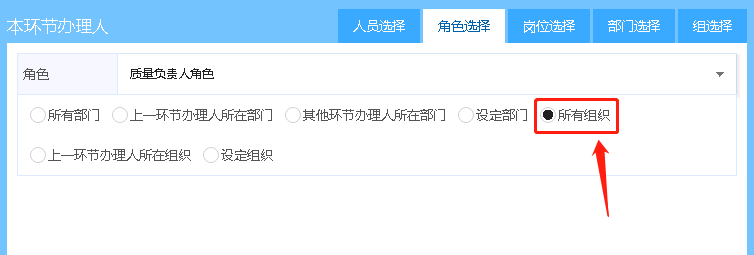 本环节办理人 人员选择 角色选择 岗位选择 部门选择 组选择
角色 质量负责人角色
所有部门 上一环节办理人所在部门 其他环节办理人所在部门 设定部门 所有组织
上一环节办理人所在组织 设定组织